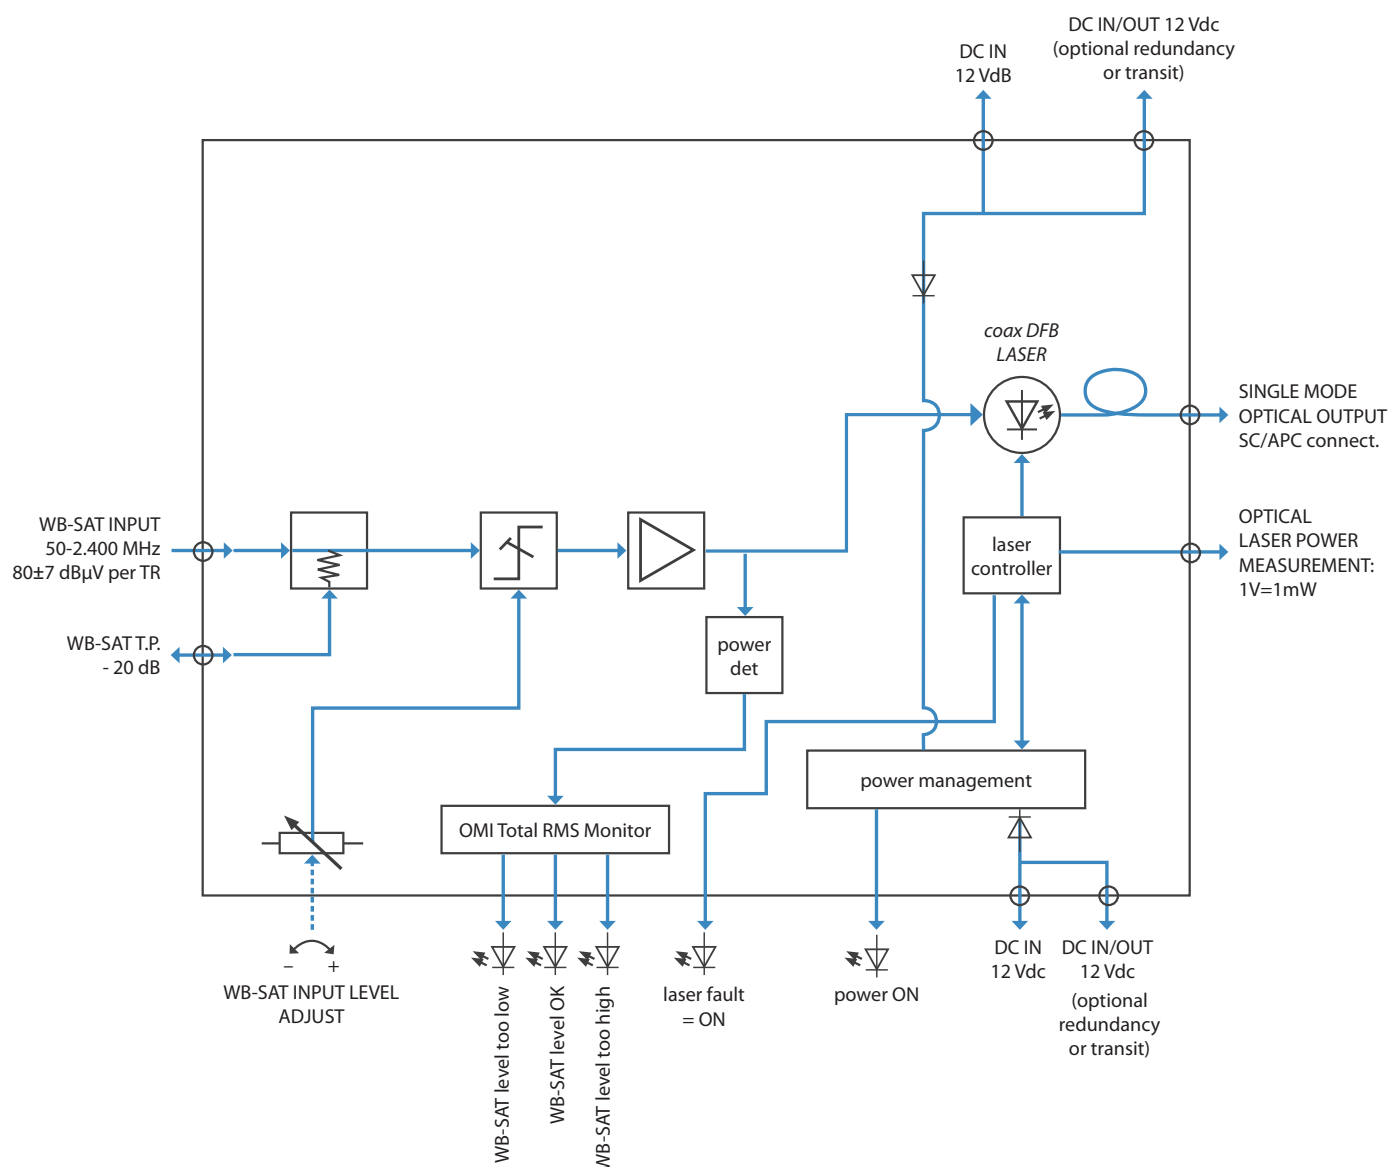 DC IN/OUT 12 Vdc
(optional redundancy
or transit)
DC IN
12 VdB
coax DFB
LASER
SINGLE MODE
OPTICAL OUTPUT
SC/APC connect.
WB-SAT INPUT
50-2.400 MHz
80±7 dBµV per TR
laser
controller
OPTICAL
LASER POWER
MEASUREMENT:
1V=1mW
WB-SAT T.P.
- 20 dB
power
det
power management
OMI Total RMS Monitor
– +
WB-SAT INPUT LEVEL
ADJUST
WB-SAT level too low
WB-SAT level OK
WB-SAT level too high
laser fault
= ON
power ON
DC IN
12 Vdc
DC IN/OUT
12 Vdc
(optional
redundancy
or transit)